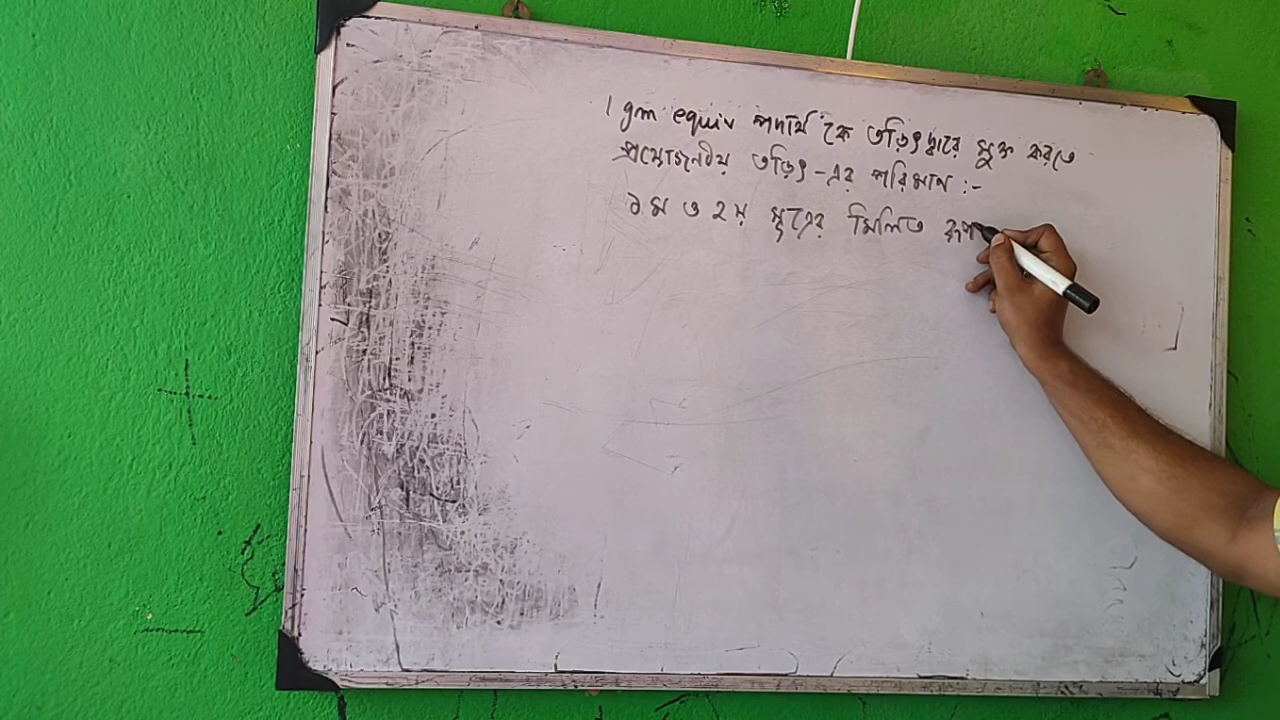 1 gm equiv পদার্থ কে তড়িৎদ্বারে মুক্ত করতে
প্রয়োজনীয় তড়িৎ-এর পরিমান :-
১ম ও ২য় সূত্রের মিলিত রূপ